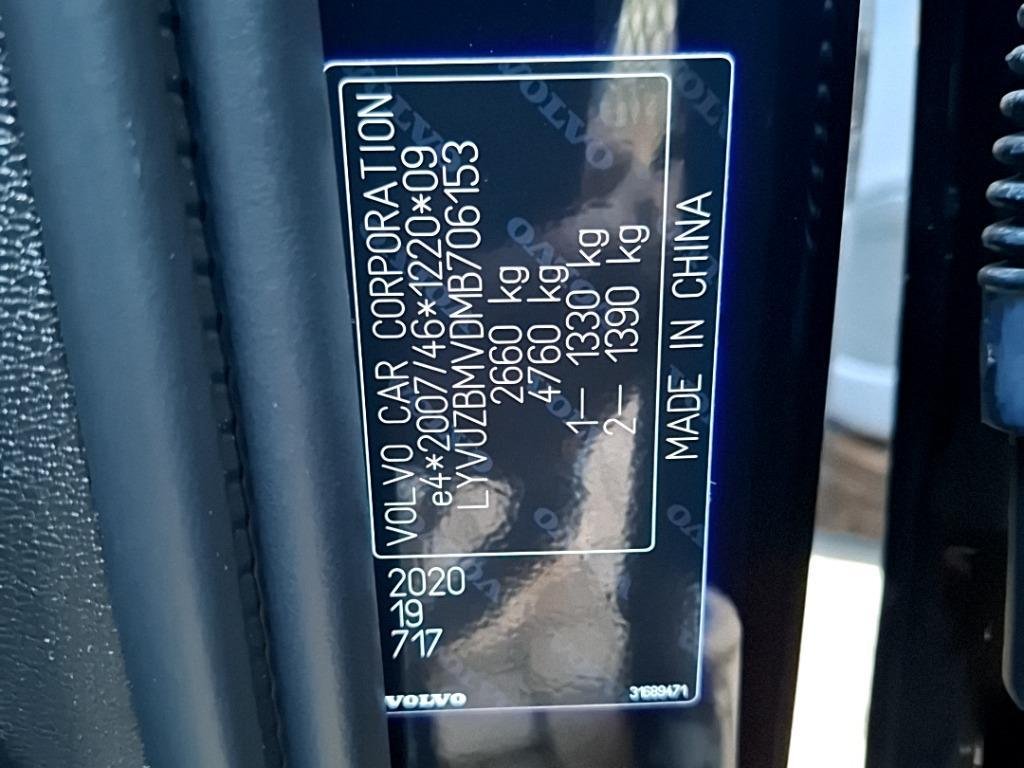 VOLVO CAR CORPORATION
e4*2007/46*1220*09
LYVUZBMVDMB706153
2660 kg
4760 kg
1— 1330 kg
2— 1390 kg
MADE IN CHINA
2020
19
717
VOLVO
31689471